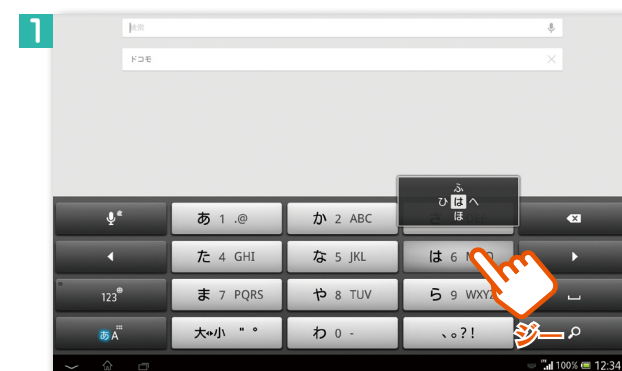 1
検索
ドコモ
ふ
ひ は へ
ほ
あ 1 .@
か 2 ABC
た 4 GHI
な 5 JKL
は 6
123
ま 7 PQRS
や 8 TUV
ら 9 WXYZ
あA
大⇔小 " °
わ 0 -
、。?!
ジー
100% 12:34